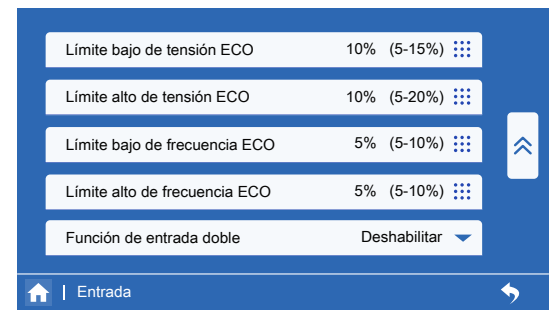 Límite bajo de tensión ECO 10% (5-15%)
Límite alto de tensión ECO 10% (5-20%)
Límite bajo de frecuencia ECO 5% (5-10%)
Límite alto de frecuencia ECO 5% (5-10%)
Función de entrada doble Deshabilitar
Entrada